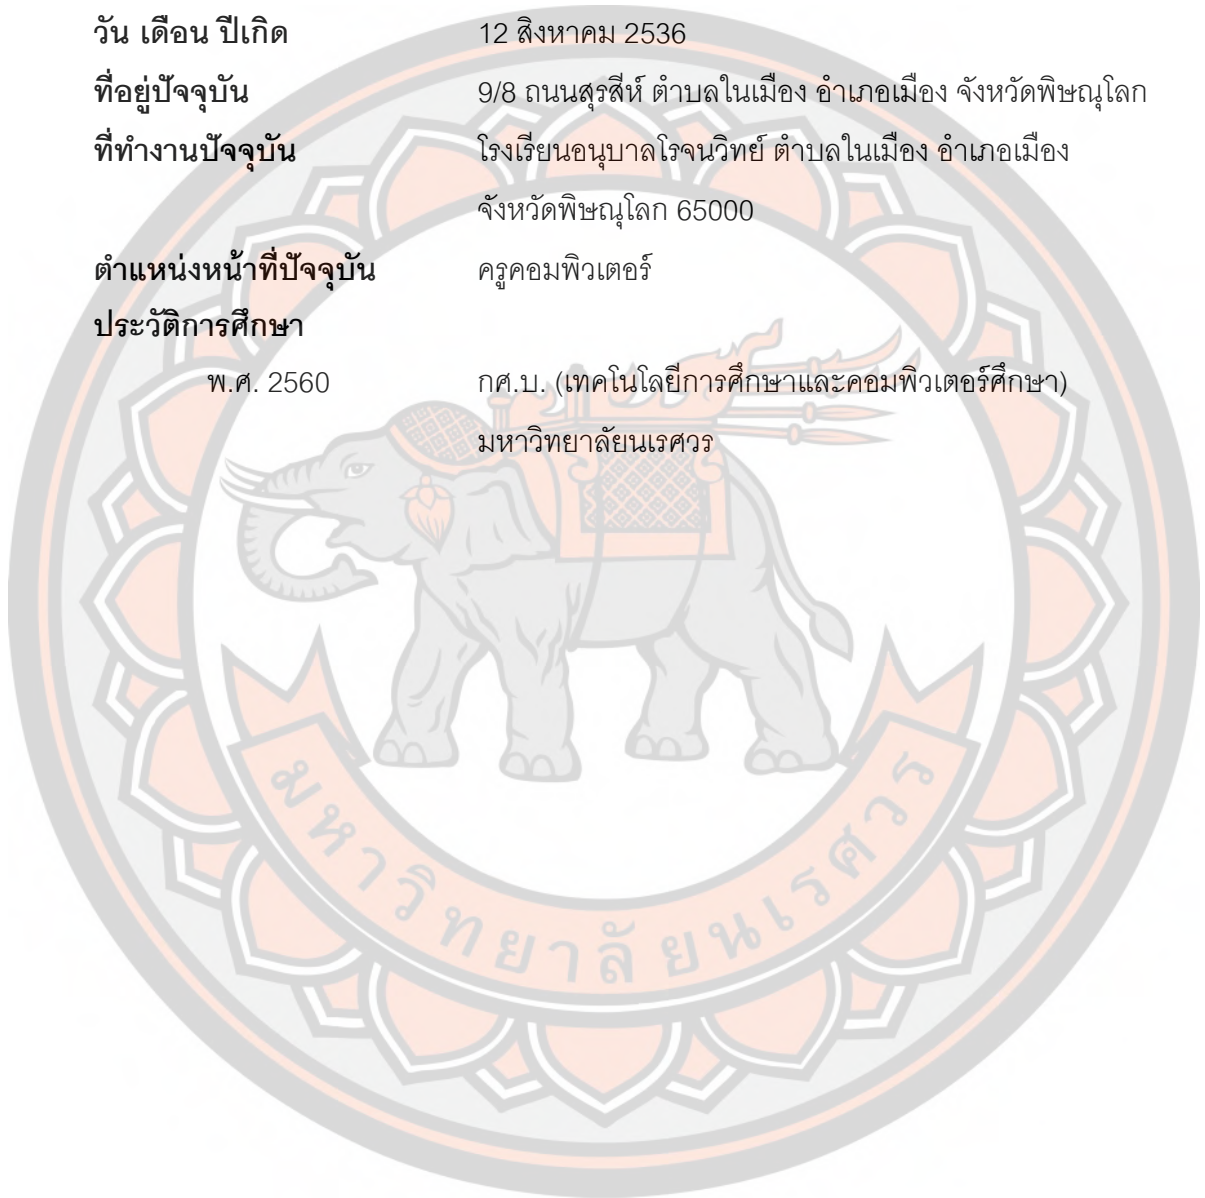 วัน เดือน ปีเกิด 12 สิงหาคม 2536
ที่อยู่ปัจจุบัน 9/8 ถนนสุรสีห์ ตำบลในเมือง อำเภอเมือง จังหวัดพิษณุโลก
ที่ทำงานปัจจุบัน โรงเรียนอนุบาลโรจนวิทย์ ตำบลในเมือง อำเภอเมือง
จังหวัดพิษณุโลก 65000
ตำแหน่งหน้าที่ปัจจุบัน ครูคอมพิวเตอร์
ประวัติการศึกษา
พ.ศ. 2560 กศ.บ. (เทคโนโลยีการศึกษาและคอมพิวเตอร์ศึกษา)
มหาวิทยาลัยนเรศวร
มหาวิทยาลัยนเรศวร